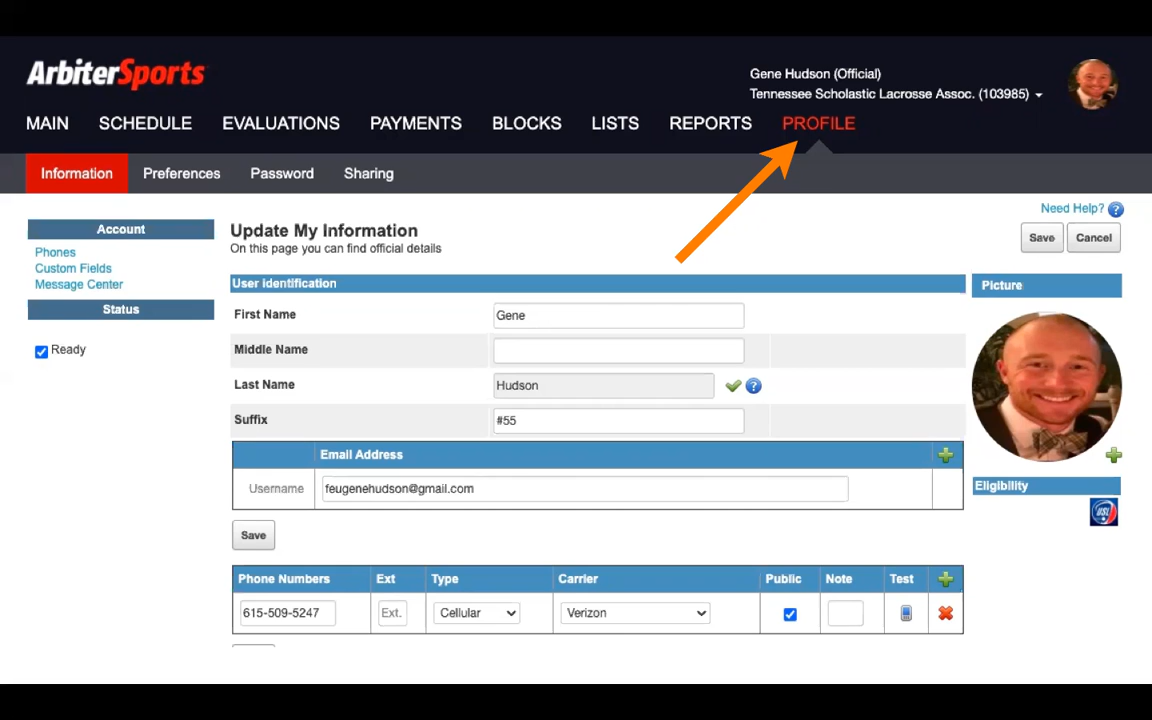 ArbiterSports
Gene Hudson (Official)
Tennessee Scholastic Lacrosse Assoc. (103985)
MAIN SCHEDULE EVALUATIONS PAYMENTS BLOCKS LISTS REPORTS PROFILE
Information Preferences Password Sharing
Need Help? ?
Account
Phones
Custom Fields
Message Center
Status
Ready
Update My Information
On this page you can find official details
Save Cancel
User identification
First Name Gene
Middle Name
Last Name Hudson ?
Suffix #55
Email Address
Username feugenehudson@gmail.com
Save
Picture
Eligibility
USL
Phone Numbers Ext Type Carrier Public Note Test
615-509-5247 Ext. Cellular Verizon